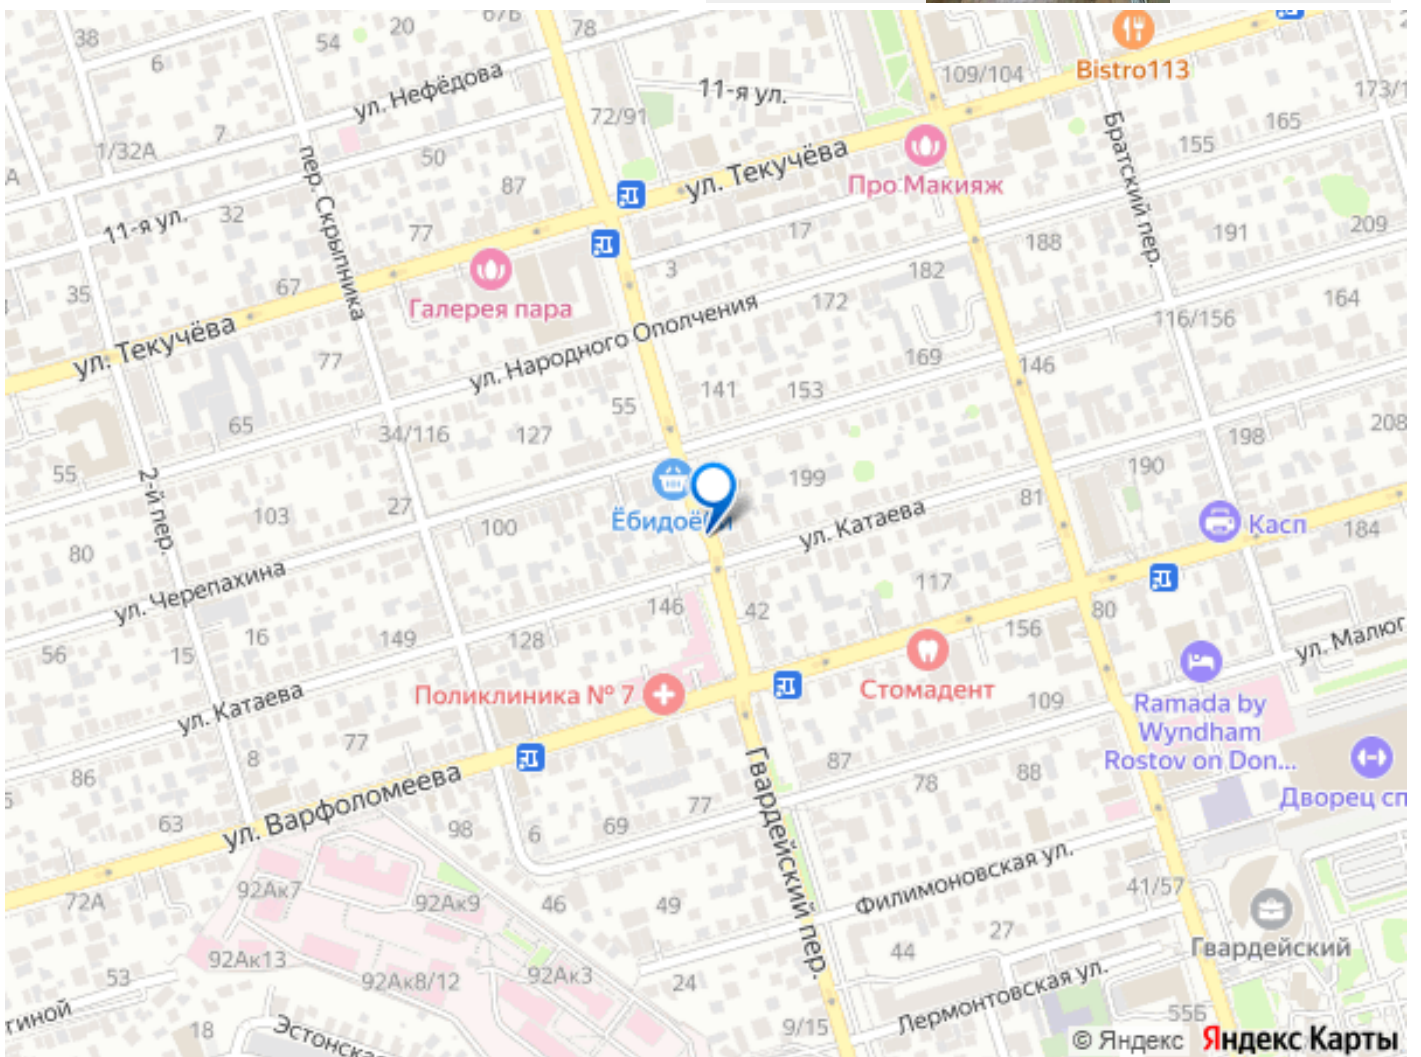 67Б
20
78
38
54
6
ул. Нефёдова
11-я ул.
109/104
Bistro113
173/1
72/91
7
1/32А
пер. Скрыпника
50
87
ул. Текучёва
Про Макияж
Братский пер.
165
155
А
11-я ул.
32
77
17
188
191
209
3
182
35
67
Галерея пара
172
164
ул. Текучёва
77
ул. Народного Ополчения
116/156
169
146
141
153
55
65
34/116
127
208
198
55
2-й пер.
199
190
27
103
100
81
ул. Катаева
Касп
184
80
ул. Черепахина
117
146
42
80
16
149
128
156
56
15
ул. Малюг
Поликлиника № 7
Стомадент
ул. Катаева
109
Ramada by
Wyndham
Rostov on Don...
77
8
87
86
78
88
Гвардейский пер.
Дворец сп
ул. Варфоломеева
63
98
6
69
77
Филимоновская ул.
41/57
92Ак7
92Ак9
72А
46
49
27
Гвардейский
44
92Ак13
53
92Ак8/12
92Ак3
24
Лермонтовская ул.
гиной
18
Эстонска
9/15
55Б
© Яндекс Яндекс Карты